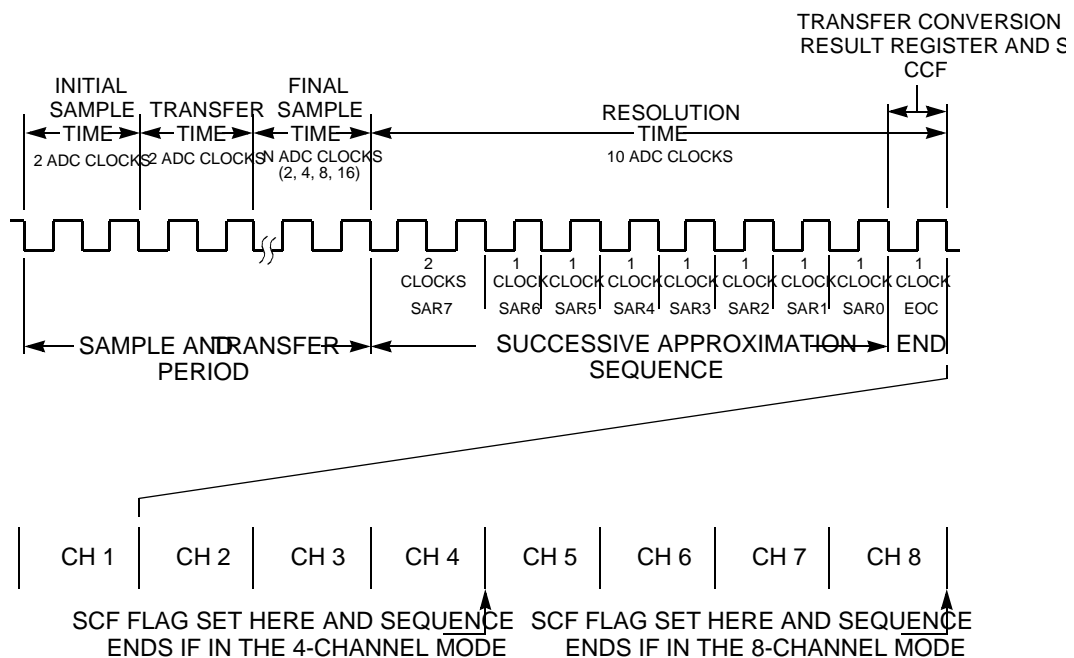 TRANSFER CONVERSION
RESULT REGISTER AND S
CCF
INITIAL
SAMPLE
TIME
2 ADC CLOCKS
TRANSFER
TIME
2 ADC CLOCKS
FINAL
SAMPLE
TIME
N ADC CLOCKS
(2, 4, 8, 16)
RESOLUTION
TIME
10 ADC CLOCKS
2
CLOCKS
SAR7
1
CLOCK
SAR6
1
CLOCK
SAR5
1
CLOCK
SAR4
1
CLOCK
SAR3
1
CLOCK
SAR2
1
CLOCK
SAR1
1
CLOCK
SAR0
1
CLOCK
EOC
SAMPLE AND TRANSFER
PERIOD
SUCCESSIVE APPROXIMATION
SEQUENCE
END
CH 1
CH 2
CH 3
CH 4
CH 5
CH 6
CH 7
CH 8
SCF FLAG SET HERE AND SEQUENCE
ENDS IF IN THE 4-CHANNEL MODE
SCF FLAG SET HERE AND SEQUENCE
ENDS IF IN THE 8-CHANNEL MODE